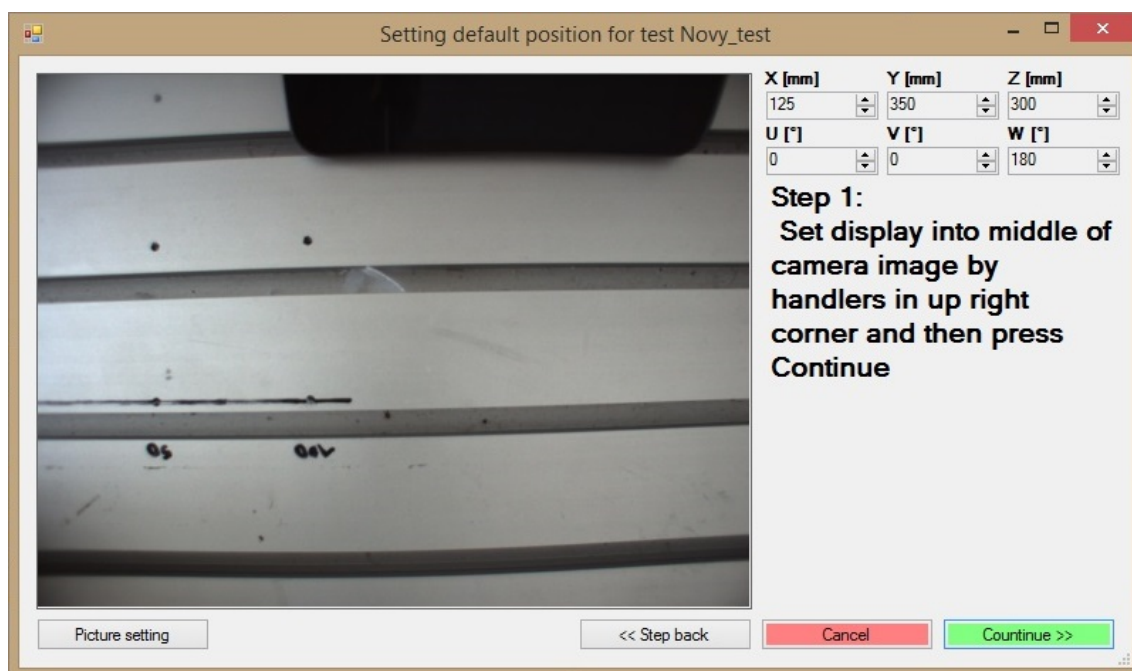 Setting default position for test Novy_test
X [mm] Y [mm] Z [mm]
125 350 300
U [°] V [°] W [°]
0 0 180
Step 1:
Set display into middle of
camera image by
handlers in up right
corner and then press
Continue
Picture setting << Step back Cancel Countinue >>